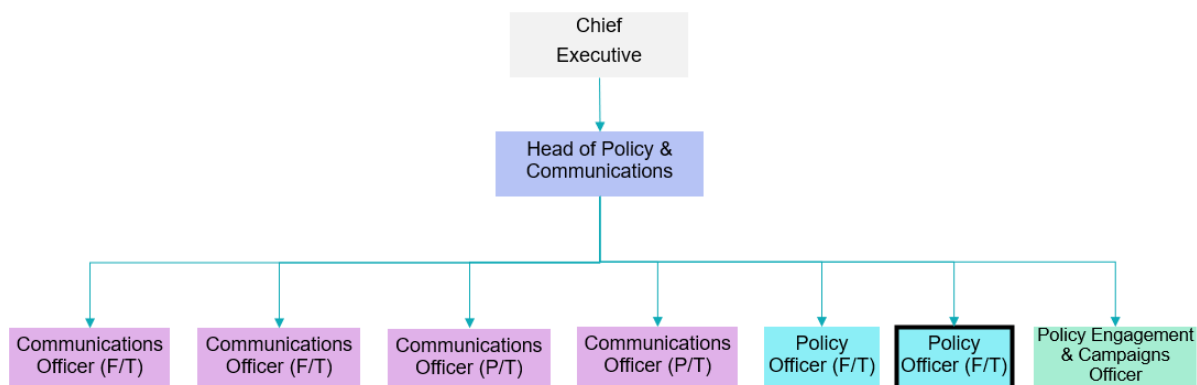 Chief
Executive
Head of Policy &
Communications
Communications
Officer (F/T)
Communications
Officer (F/T)
Communications
Officer (P/T)
Communications
Officer (P/T)
Policy
Officer (F/T)
Policy
Officer (F/T)
Policy Engagement
& Campaigns
Officer